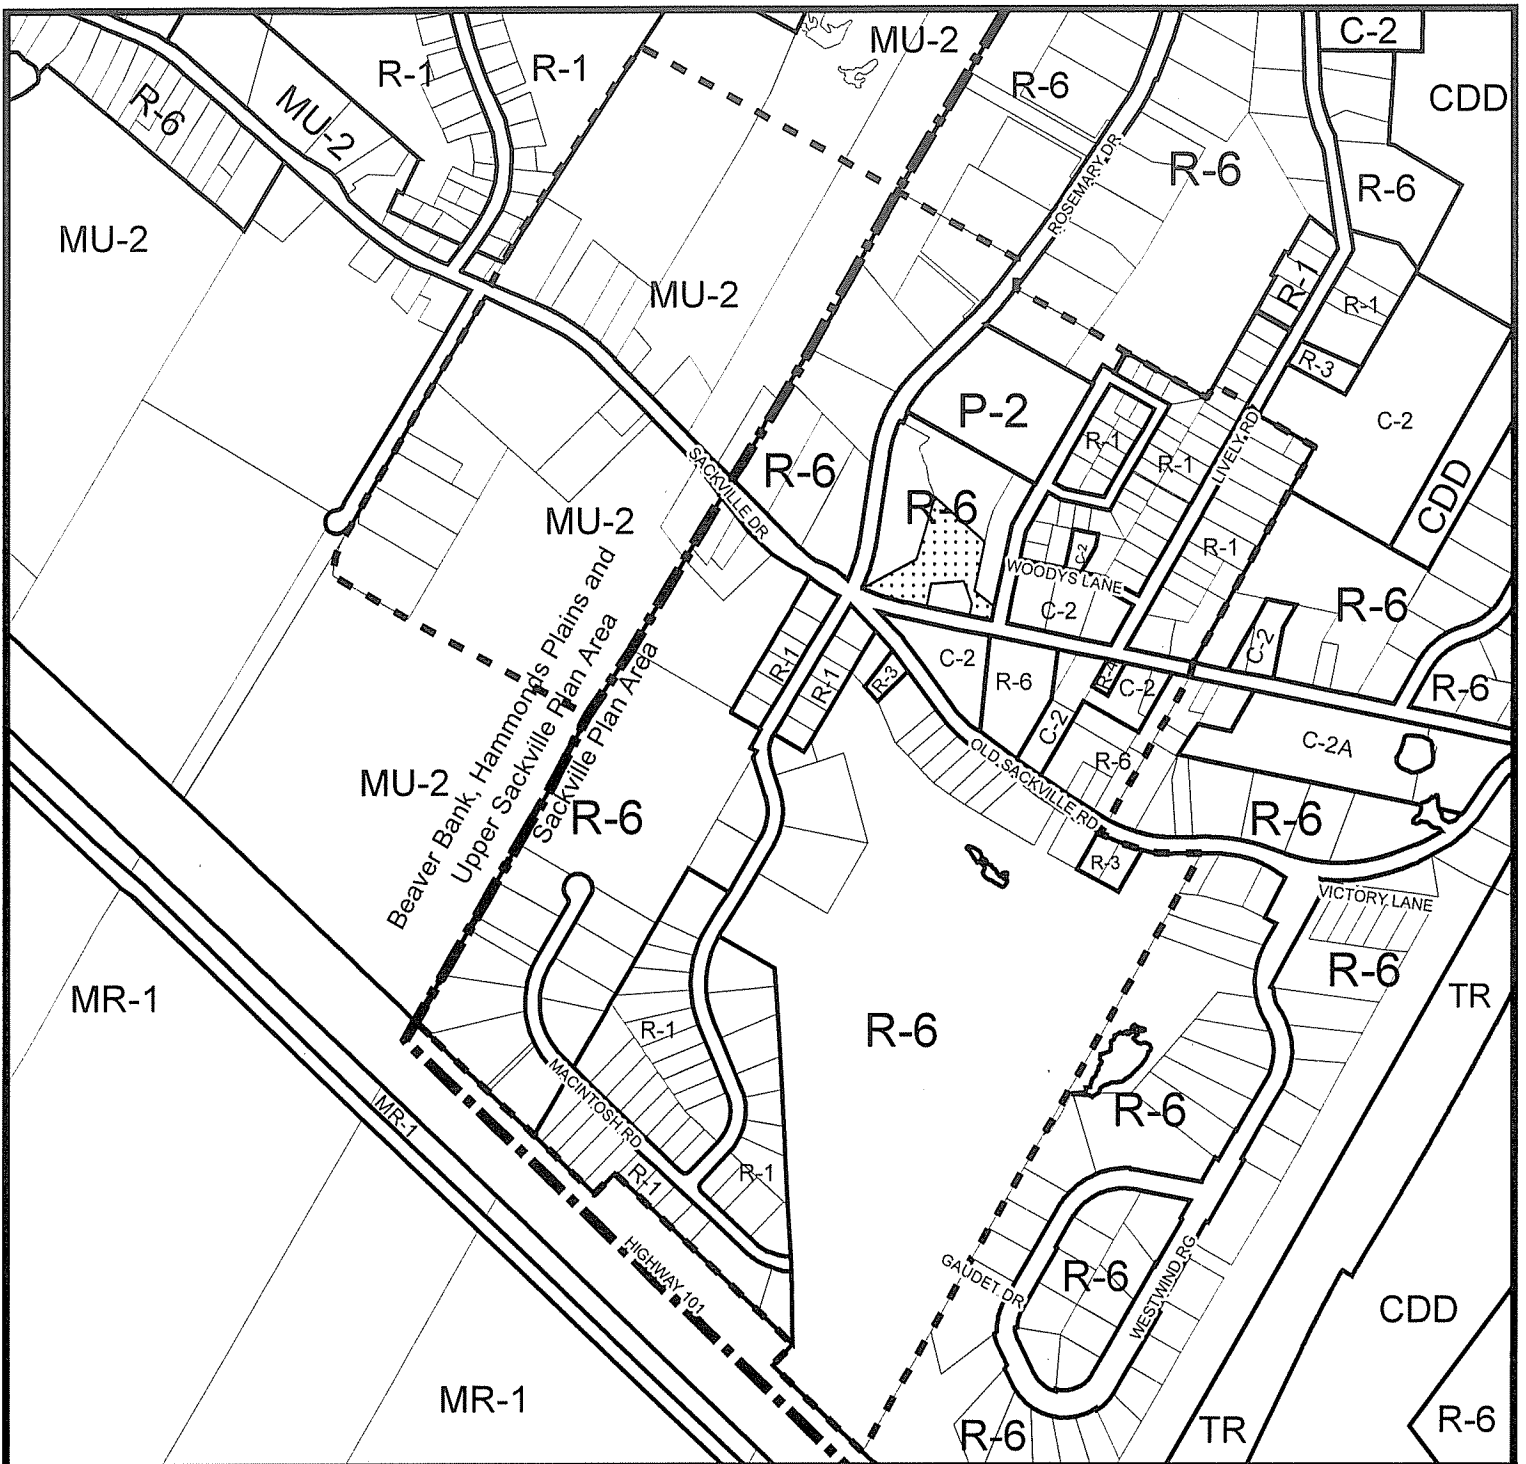 MU-2
C-2
R-1
R-1
R-6
CDD
R-6
MU-2
R-6
R-6
ROSEMARY DR
MU-2
MU-2
R-1
R-1
R-3
P-2
C-2
R-1
R-1
LIVELY RD
SACKVILLE DR
R-6
R-6
CDD
MU-2
R-1
C-2
WOODYS LANE
C-2
R-6
C-2
R-1
R-1
R-3
C-2
R-6
R-4
C-2
R-6
C-2
OLD SACKVILLE RD
R-6
C-2A
MU-2
Beaver Bank, Hammonds Plains and
Upper Sackville Plan Area
Sackville Plan Area
R-6
R-6
R-3
VICTORY LANE
R-6
MR-1
TR
R-1
R-6
MR-1
MACINTOSH RD
R-6
R-1
R-1
HIGHWAY 101
GAUDET DR
R-6
WESTWIND RG
CDD
MR-1
R-6
TR
R-6